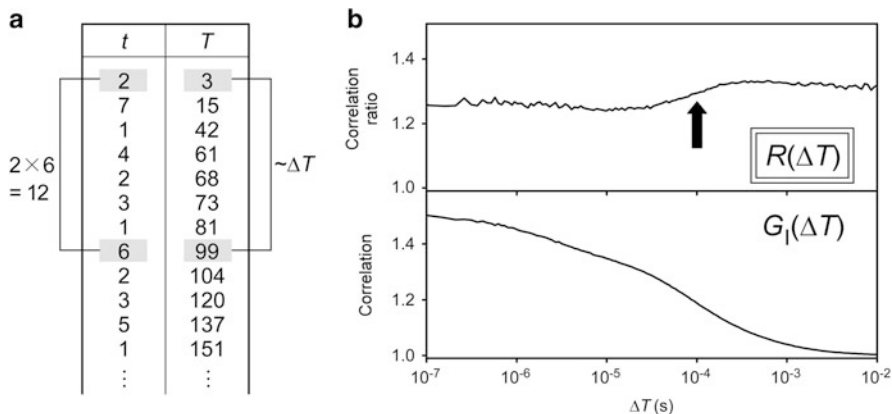 a
t T
2 3
7 15
1 42
4 61
2 68
3 73
1 81
6 99
2 104
3 120
5 137
1 151
⋮ ⋮
2 × 6
= 12
~ΔT
b
Correlation
ratio
1.4
1.2
1.0
R(ΔT)
Correlation
1.4
1.2
1.0
G_I(ΔT)
10⁻⁷ 10⁻⁶ 10⁻⁵ 10⁻⁴ 10⁻³ 10⁻²
ΔT (s)